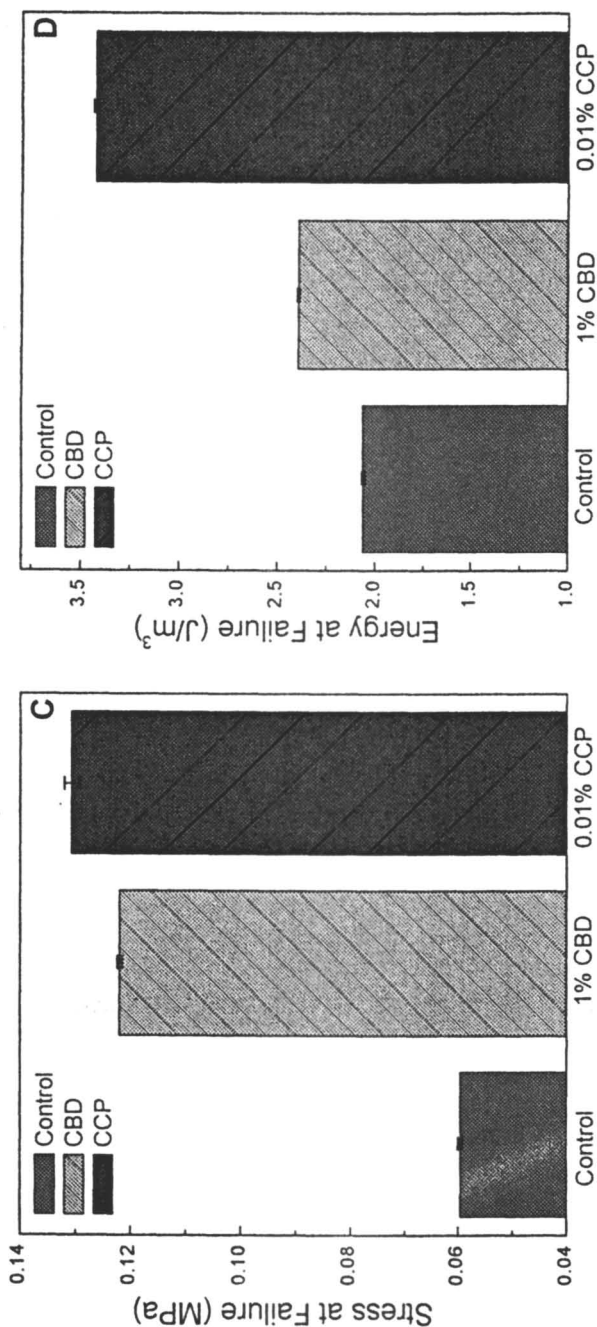 C
Control
CBD
CCP
0.14
0.12
0.10
0.08
0.06
0.04
Stress at Failure (MPa)
Control
1% CBD
0.01% CCP
D
Control
CBD
CCP
3.5
3.0
2.5
2.0
1.5
1.0
Energy at Failure (J/m³)
Control
1% CBD
0.01% CCP